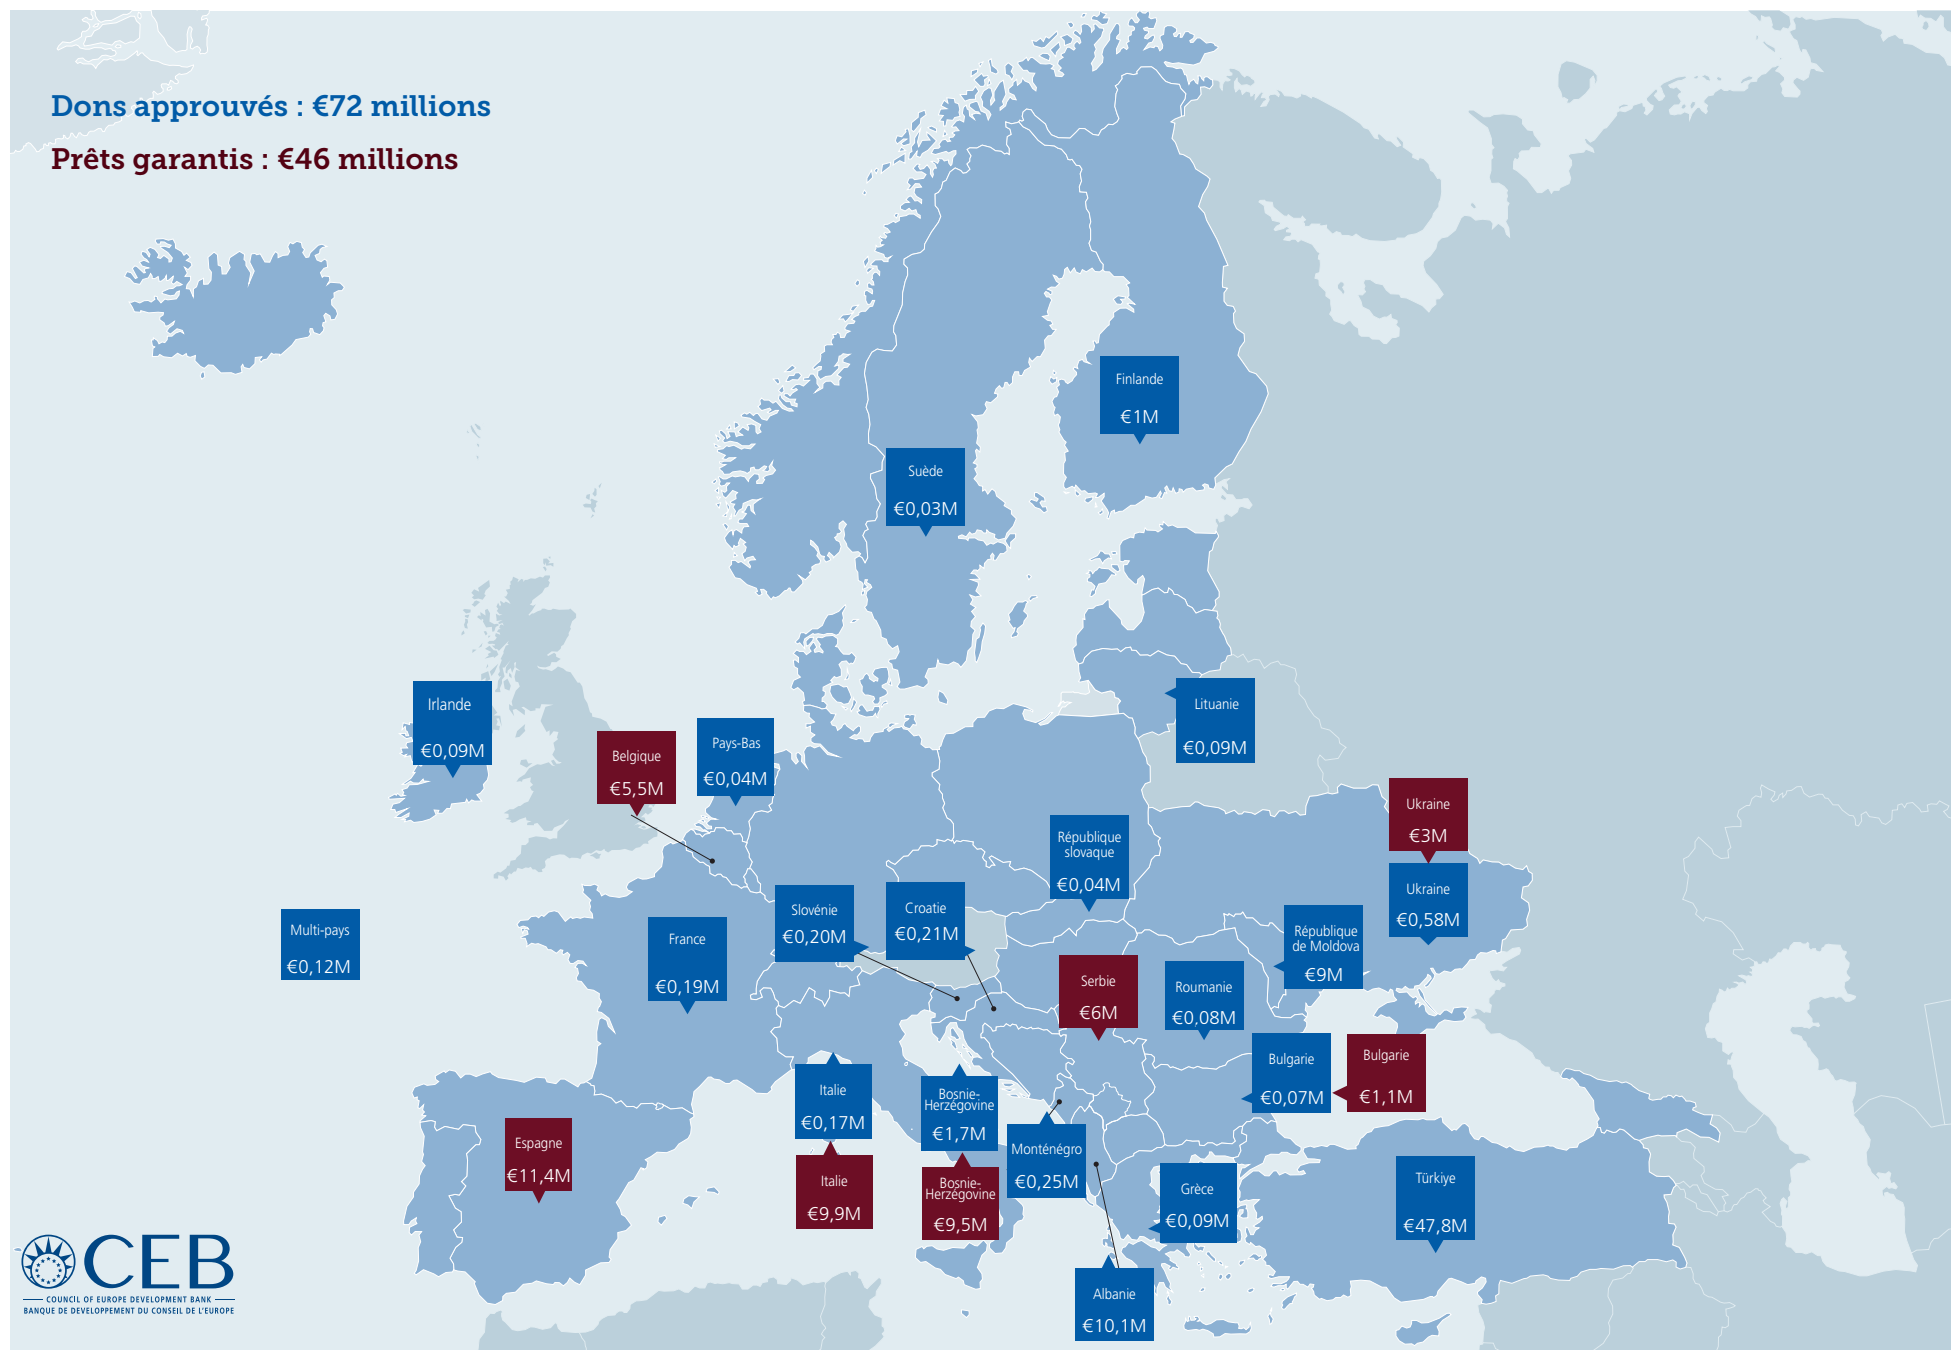 Dons approuvés : €72 millions
Prêts garantis : €46 millions
Finlande
€1M
Suède
€0,03M
Irlande
€0,09M
Lituanie
€0,09M
Belgique
€5,5M
Pays-Bas
€0,04M
Ukraine
€3M
République
slovaque
€0,04M
Ukraine
€0,58M
Slovénie
€0,20M
Croatie
€0,21M
Multi-pays
€0,12M
France
€0,19M
République
de Moldova
€9M
Serbie
€6M
Roumanie
€0,08M
Bulgarie
€0,07M
Bulgarie
€1,1M
Italie
€0,17M
Bosnie-
Herzégovine
€1,7M
Espagne
€11,4M
Monténégro
€0,25M
Italie
€9,9M
Bosnie-
Herzégovine
€9,5M
Grèce
€0,09M
Türkiye
€47,8M
Albanie
€10,1M
CEB
COUNCIL OF EUROPE DEVELOPMENT BANK
BANQUE DE DEVELOPPEMENT DU CONSEIL DE L'EUROPE